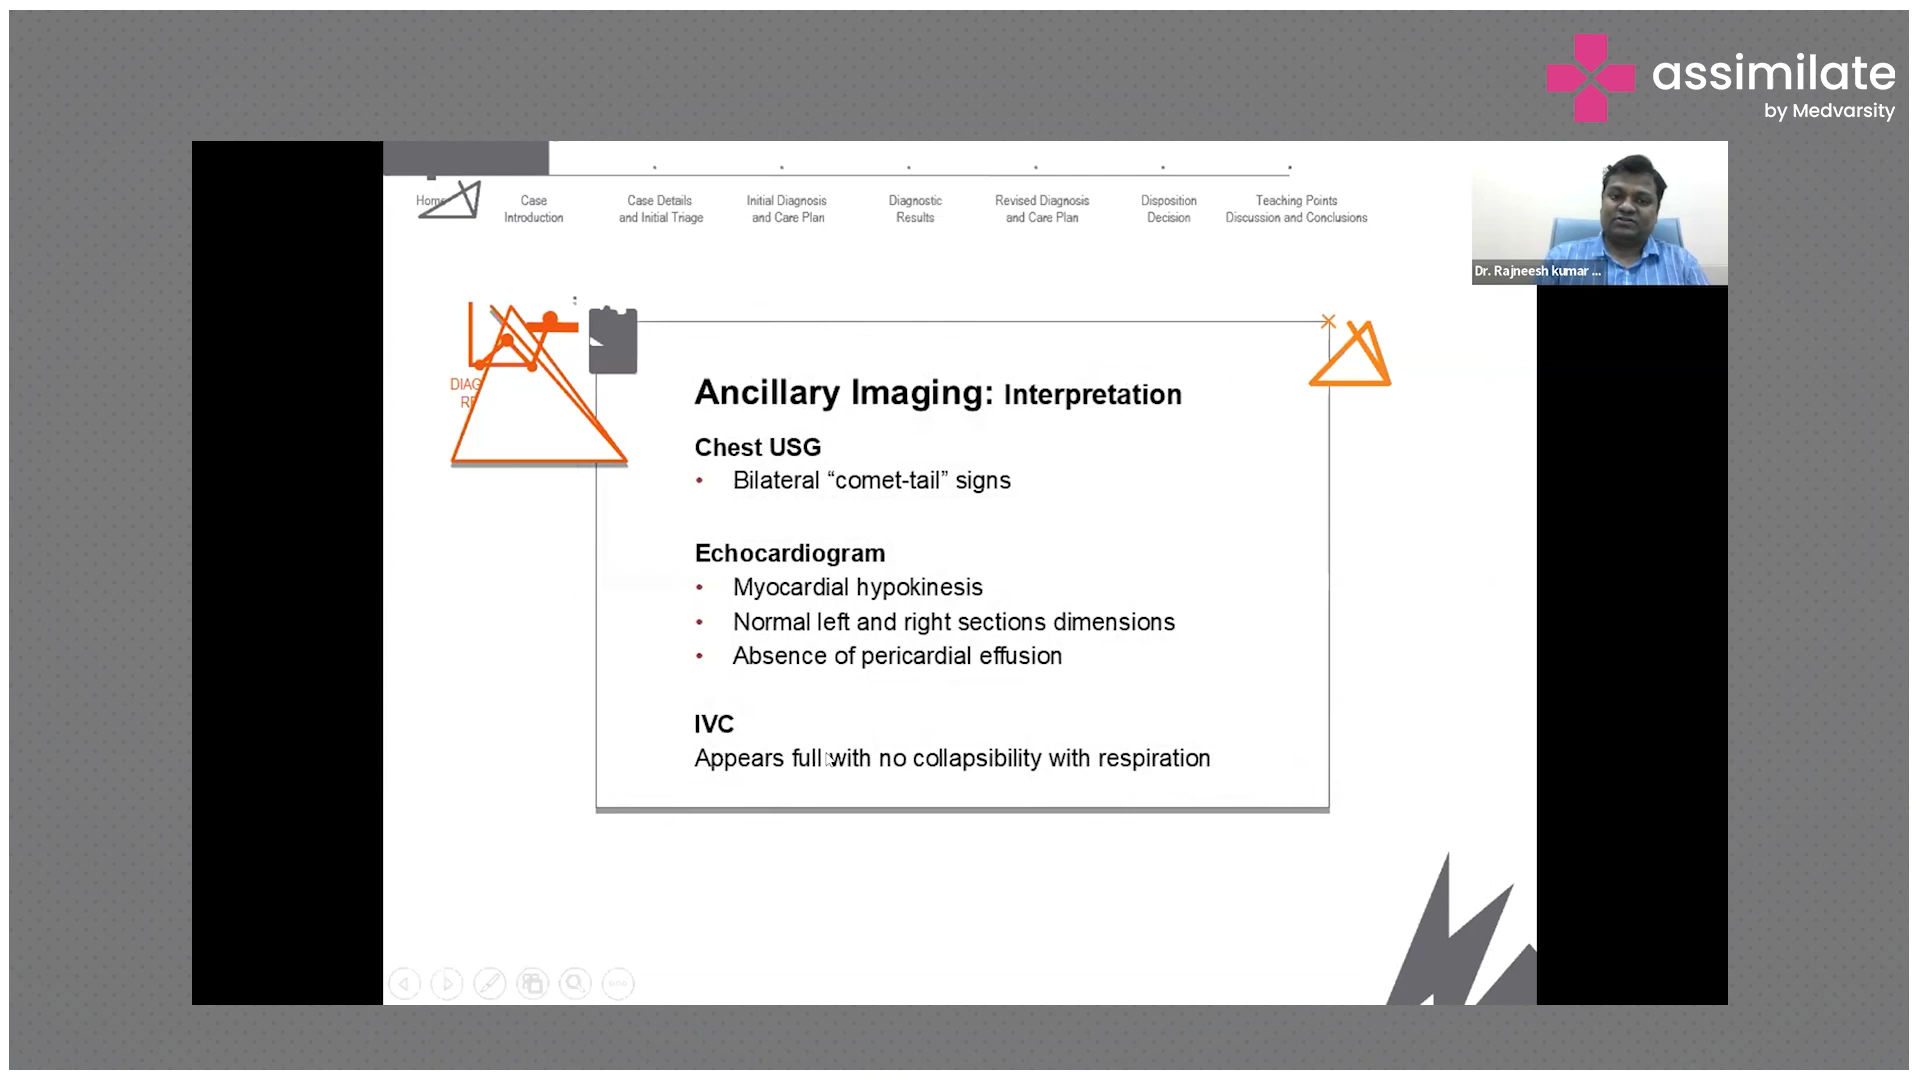 assimilate
by Medvarsity
Home
Case
Introduction
Case Details
and Initial Triage
Initial Diagnosis
and Care Plan
Diagnostic
Results
Revised Diagnosis
and Care Plan
Disposition
Decision
Teaching Points
Discussion and Conclusions
Dr. Rajneesh kumar ...
Ancillary Imaging: Interpretation
Chest USG
• Bilateral “comet-tail” signs
Echocardiogram
• Myocardial hypokinesis
• Normal left and right sections dimensions
• Absence of pericardial effusion
IVC
Appears full with no collapsibility with respiration